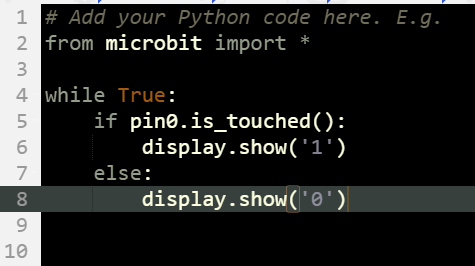 1 # Add your Python code here. E.g.
2 from microbit import *
3
4 while True:
5     if pin0.is_touched():
6         display.show('1')
7     else:
8         display.show('0')
9
10